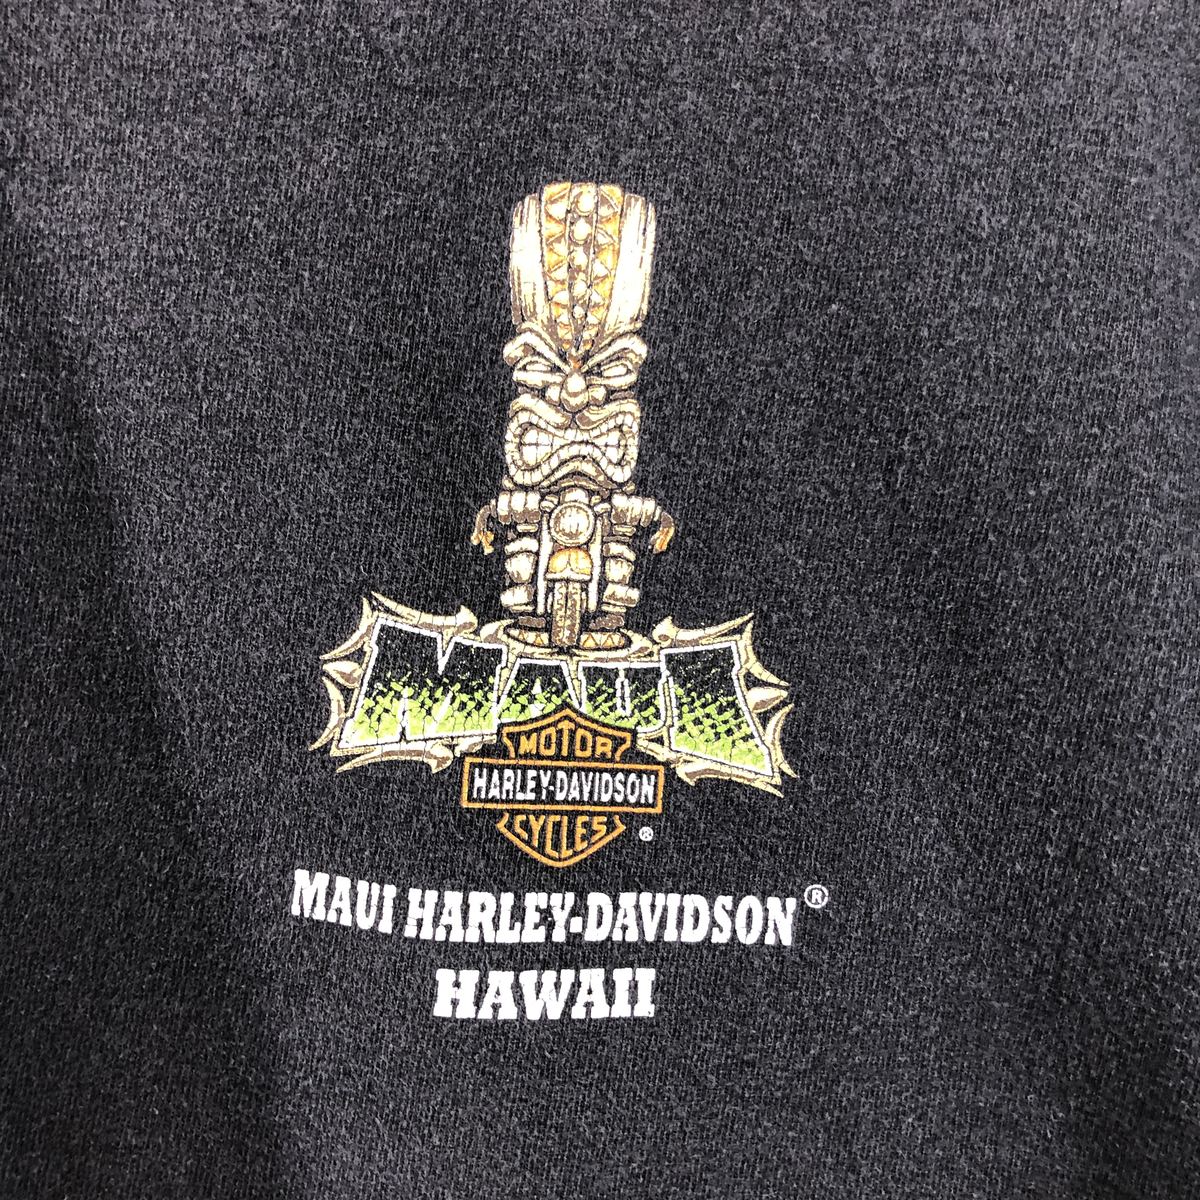 MAUI
MOTOR
HARLEY-DAVIDSON
CYCLES
®
MAUI HARLEY-DAVIDSON®
HAWAII